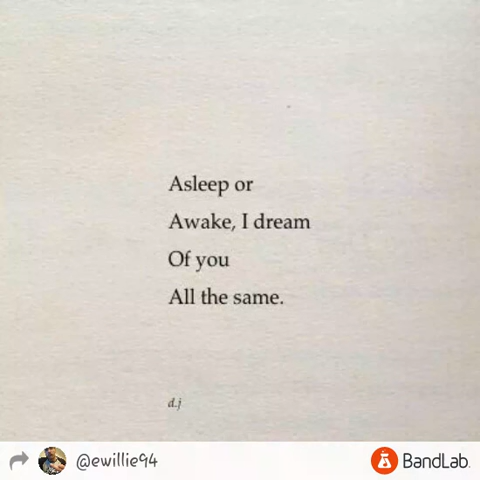 Asleep or
Awake, I dream
Of you
All the same.
d.j
@ewillie94
BandLab.